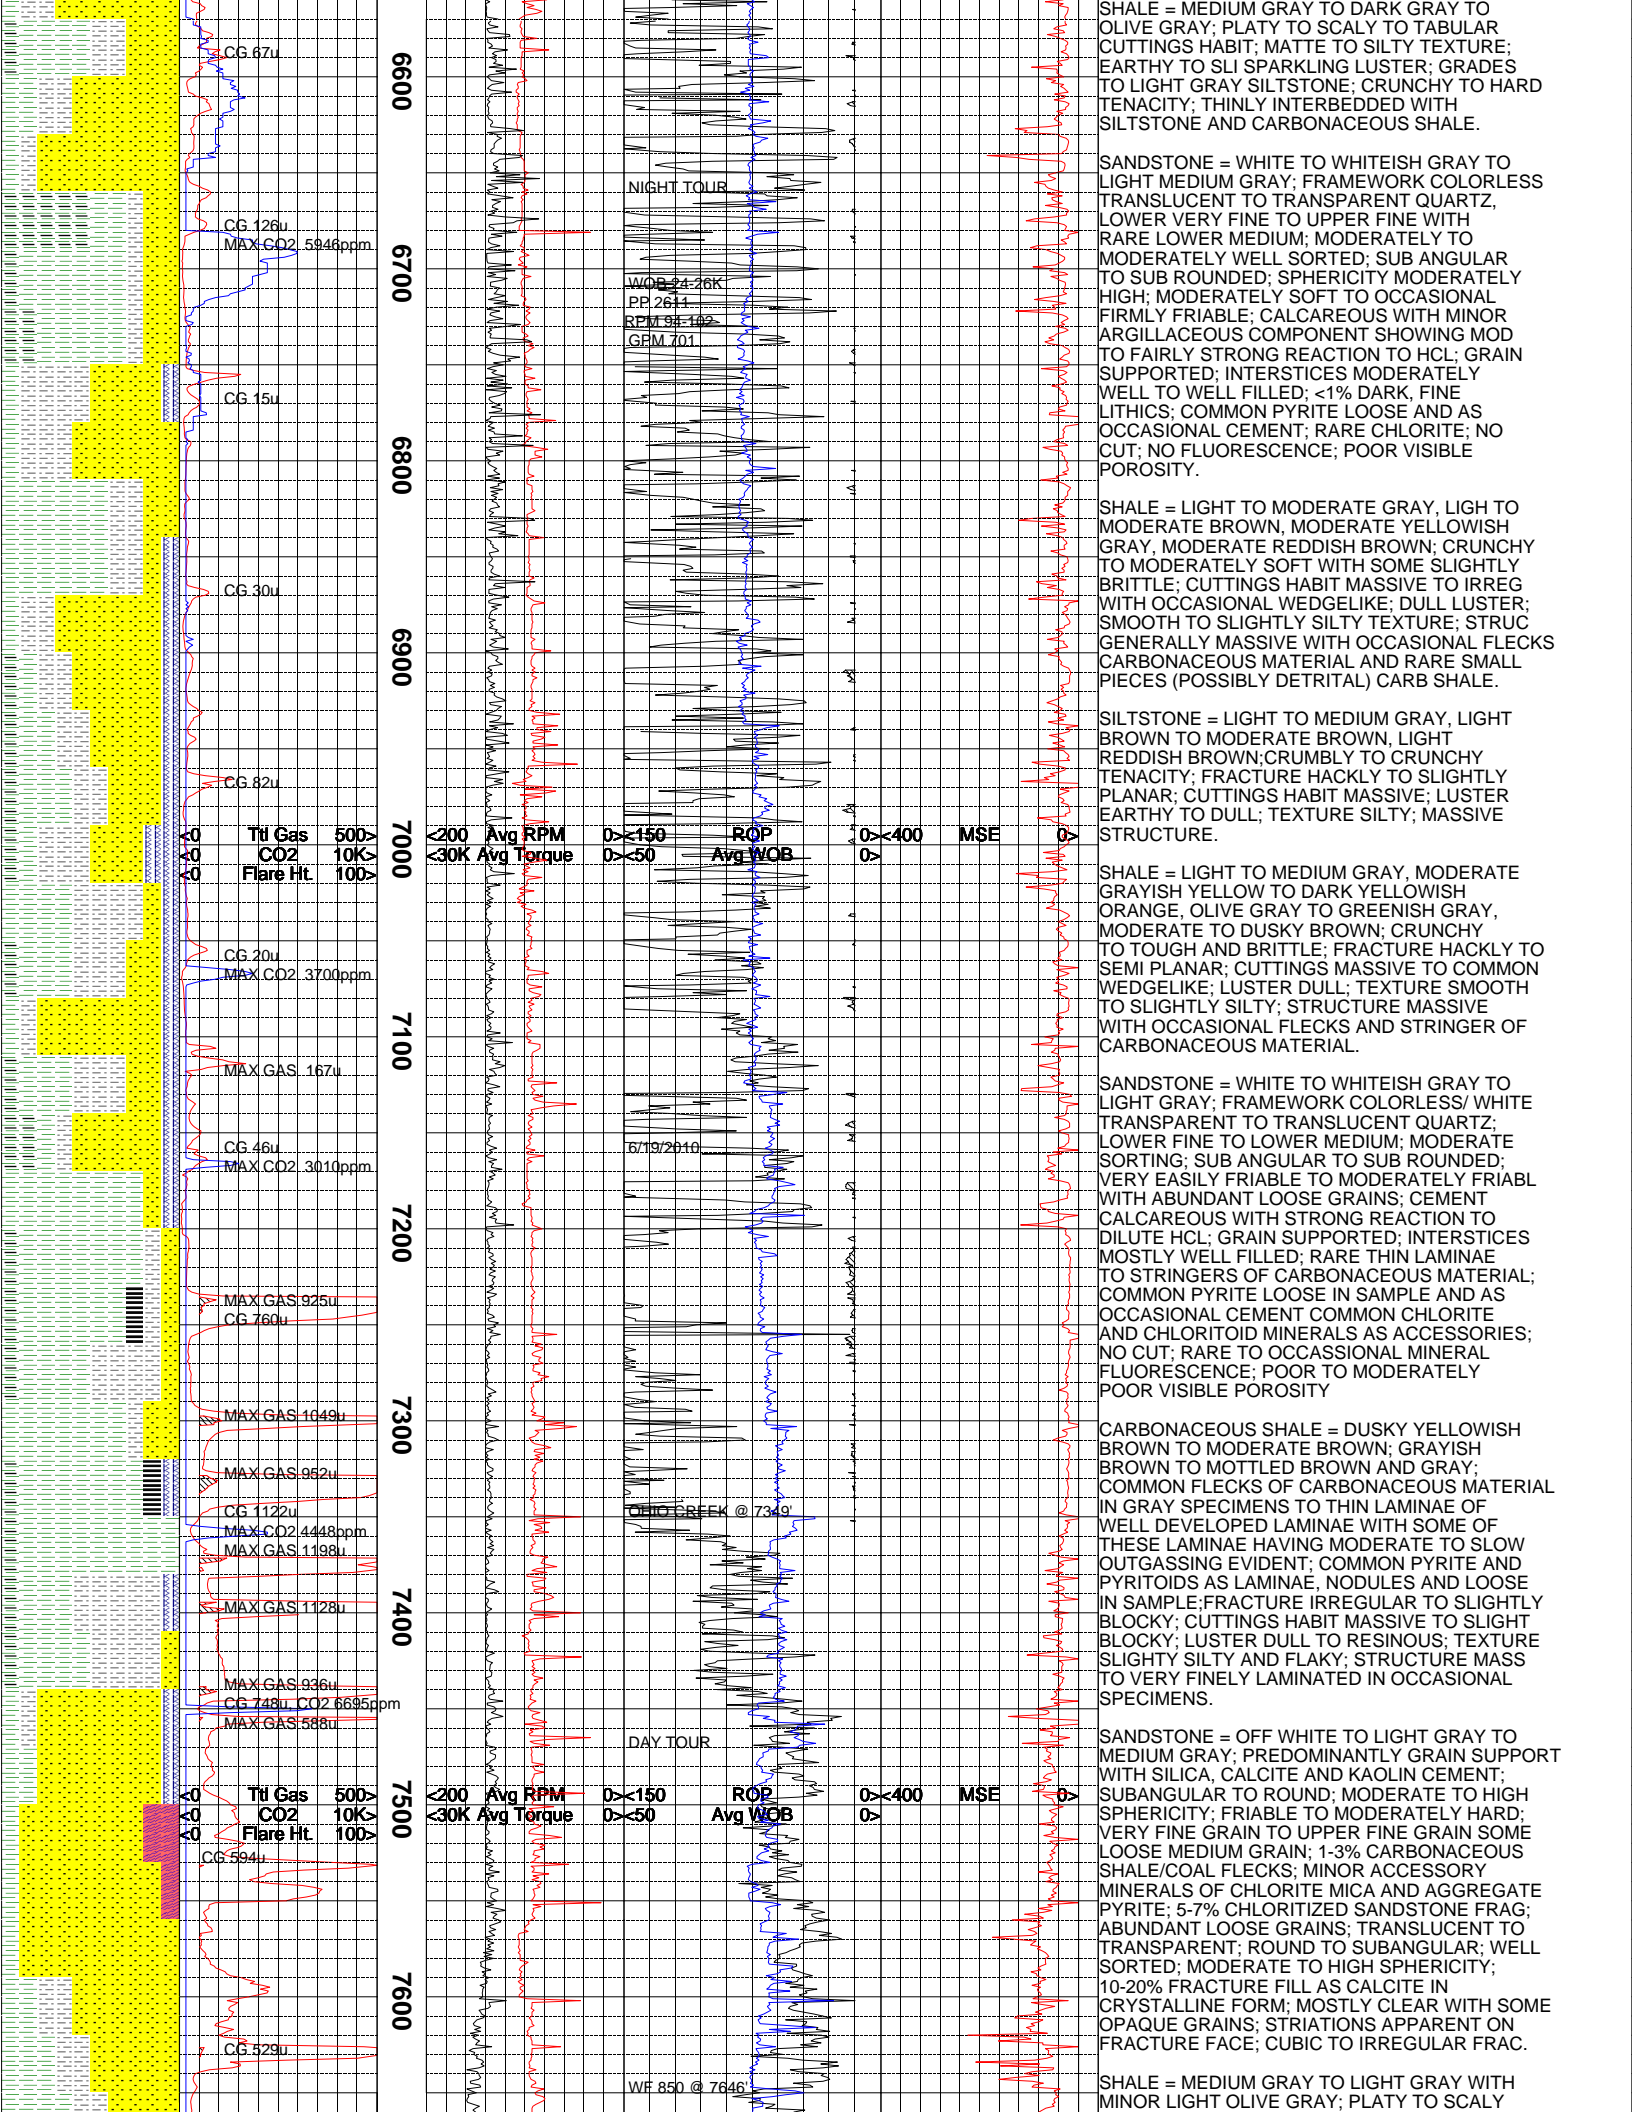 CG 67u
6600
NIGHT TOUR
CG 126u
MAX CO2 5946ppm
6700
WOB 24-26K
PP 2611
RPM 94-102
GPM 701
CG 15u
6800
CG 30u
6900
CG 82u
<0 Ttl Gas 500>
<0 CO2 10K>
<0 Flare Ht. 100>
7000
<200 Avg RPM 0>
<30K Avg Torque 0>
<150 ROP 0>
<50 Avg WOB 0>
<400 MSE 0>
CG 20u
MAX CO2 3700ppm
7100
MAX GAS 167u
CG 46u
MAX CO2 3010ppm
6/19/2010
7200
MAX GAS 925u
CG 760u
7300
MAX GAS 1049u
MAX GAS 952u
CG 1122u
MAX CO2 4448ppm
MAX GAS 1198u
OHIO CREEK @ 7349'
7400
MAX GAS 1128u
MAX GAS 936u
CG 748u, CO2 6695ppm
MAX GAS 588u
DAY TOUR
<0 Ttl Gas 500>
<0 CO2 10K>
<0 Flare Ht. 100>
7500
<200 Avg RPM 0>
<30K Avg Torque 0>
<150 ROP 0>
<50 Avg WOB 0>
<400 MSE 0>
CG 594u
7600
CG 529u
WF 850 @ 7646'
SHALE = MEDIUM GRAY TO DARK GRAY TO
OLIVE GRAY; PLATY TO SCALY TO TABULAR
CUTTINGS HABIT; MATTE TO SILTY TEXTURE;
EARTHY TO SLI SPARKLING LUSTER; GRADES
TO LIGHT GRAY SILTSTONE; CRUNCHY TO HARD
TENACITY; THINLY INTERBEDDED WITH
SILTSTONE AND CARBONACEOUS SHALE.
SANDSTONE = WHITE TO WHITEISH GRAY TO
LIGHT MEDIUM GRAY; FRAMEWORK COLORLESS
TRANSLUCENT TO TRANSPARENT QUARTZ,
LOWER VERY FINE TO UPPER FINE WITH
RARE LOWER MEDIUM; MODERATELY TO
MODERATELY WELL SORTED; SUB ANGULAR
TO SUB ROUNDED; SPHERICITY MODERATELY
HIGH; MODERATELY SOFT TO OCCASIONAL
FIRMLY FRIABLE; CALCAREOUS WITH MINOR
ARGILLACEOUS COMPONENT SHOWING MOD
TO FAIRLY STRONG REACTION TO HCL; GRAIN
SUPPORTED; INTERSTICES MODERATELY
WELL TO WELL FILLED; <1% DARK, FINE
LITHICS; COMMON PYRITE LOOSE AND AS
OCCASIONAL CEMENT; RARE CHLORITE; NO
CUT; NO FLUORESCENCE; POOR VISIBLE
POROSITY.
SHALE = LIGHT TO MODERATE GRAY, LIGH TO
MODERATE BROWN, MODERATE YELLOWISH
GRAY, MODERATE REDDISH BROWN; CRUNCHY
TO MODERATELY SOFT WITH SOME SLIGHTLY
BRITTLE; CUTTINGS HABIT MASSIVE TO IRREG
WITH OCCASIONAL WEDGELIKE; DULL LUSTER;
SMOOTH TO SLIGHTLY SILTY TEXTURE; STRUC
GENERALLY MASSIVE WITH OCCASIONAL FLECKS
CARBONACEOUS MATERIAL AND RARE SMALL
PIECES (POSSIBLY DETRITAL) CARB SHALE.
SILTSTONE = LIGHT TO MEDIUM GRAY, LIGHT
BROWN TO MODERATE BROWN, LIGHT
REDDISH BROWN;CRUMBLY TO CRUNCHY
TENACITY; FRACTURE HACKLY TO SLIGHTLY
PLANAR; CUTTINGS HABIT MASSIVE; LUSTER
EARTHY TO DULL; TEXTURE SILTY; MASSIVE
STRUCTURE.
SHALE = LIGHT TO MEDIUM GRAY, MODERATE
GRAYISH YELLOW TO DARK YELLOWISH
ORANGE, OLIVE GRAY TO GREENISH GRAY,
MODERATE TO DUSKY BROWN; CRUNCHY
TO TOUGH AND BRITTLE; FRACTURE HACKLY TO
SEMI PLANAR; CUTTINGS MASSIVE TO COMMON
WEDGELIKE; LUSTER DULL; TEXTURE SMOOTH
TO SLIGHTLY SILTY; STRUCTURE MASSIVE
WITH OCCASIONAL FLECKS AND STRINGER OF
CARBONACEOUS MATERIAL.
SANDSTONE = WHITE TO WHITEISH GRAY TO
LIGHT GRAY; FRAMEWORK COLORLESS/ WHITE
TRANSPARENT TO TRANSLUCENT QUARTZ;
LOWER FINE TO LOWER MEDIUM; MODERATE
SORTING; SUB ANGULAR TO SUB ROUNDED;
VERY EASILY FRIABLE TO MODERATELY FRIABL
WITH ABUNDANT LOOSE GRAINS; CEMENT
CALCAREOUS WITH STRONG REACTION TO
DILUTE HCL; GRAIN SUPPORTED; INTERSTICES
MOSTLY WELL FILLED; RARE THIN LAMINAE
TO STRINGERS OF CARBONACEOUS MATERIAL;
COMMON PYRITE LOOSE IN SAMPLE AND AS
OCCASIONAL CEMENT COMMON CHLORITE
AND CHLORITOID MINERALS AS ACCESSORIES;
NO CUT; RARE TO OCCASSIONAL MINERAL
FLUORESCENCE; POOR TO MODERATELY
POOR VISIBLE POROSITY
CARBONACEOUS SHALE = DUSKY YELLOWISH
BROWN TO MODERATE BROWN; GRAYISH
BROWN TO MOTTLED BROWN AND GRAY;
COMMON FLECKS OF CARBONACEOUS MATERIAL
IN GRAY SPECIMENS TO THIN LAMINAE OF
WELL DEVELOPED LAMINAE WITH SOME OF
THESE LAMINAE HAVING MODERATE TO SLOW
OUTGASSING EVIDENT; COMMON PYRITE AND
PYRITOIDS AS LAMINAE, NODULES AND LOOSE
IN SAMPLE;FRACTURE IRREGULAR TO SLIGHTLY
BLOCKY; CUTTINGS HABIT MASSIVE TO SLIGHT
BLOCKY; LUSTER DULL TO RESINOUS; TEXTURE
SLIGHTY SILTY AND FLAKY; STRUCTURE MASS
TO VERY FINELY LAMINATED IN OCCASIONAL
SPECIMENS.
SANDSTONE = OFF WHITE TO LIGHT GRAY TO
MEDIUM GRAY; PREDOMINANTLY GRAIN SUPPORT
WITH SILICA, CALCITE AND KAOLIN CEMENT;
SUBANGULAR TO ROUND; MODERATE TO HIGH
SPHERICITY; FRIABLE TO MODERATELY HARD;
VERY FINE GRAIN TO UPPER FINE GRAIN SOME
LOOSE MEDIUM GRAIN; 1-3% CARBONACEOUS
SHALE/COAL FLECKS; MINOR ACCESSORY
MINERALS OF CHLORITE MICA AND AGGREGATE
PYRITE; 5-7% CHLORITIZED SANDSTONE FRAG;
ABUNDANT LOOSE GRAINS; TRANSLUCENT TO
TRANSPARENT; ROUND TO SUBANGULAR; WELL
SORTED; MODERATE TO HIGH SPHERICITY;
10-20% FRACTURE FILL AS CALCITE IN
CRYSTALLINE FORM; MOSTLY CLEAR WITH SOME
OPAQUE GRAINS; STRIATIONS APPARENT ON
FRACTURE FACE; CUBIC TO IRREGULAR FRAC.
SHALE = MEDIUM GRAY TO LIGHT GRAY WITH
MINOR LIGHT OLIVE GRAY; PLATY TO SCALY